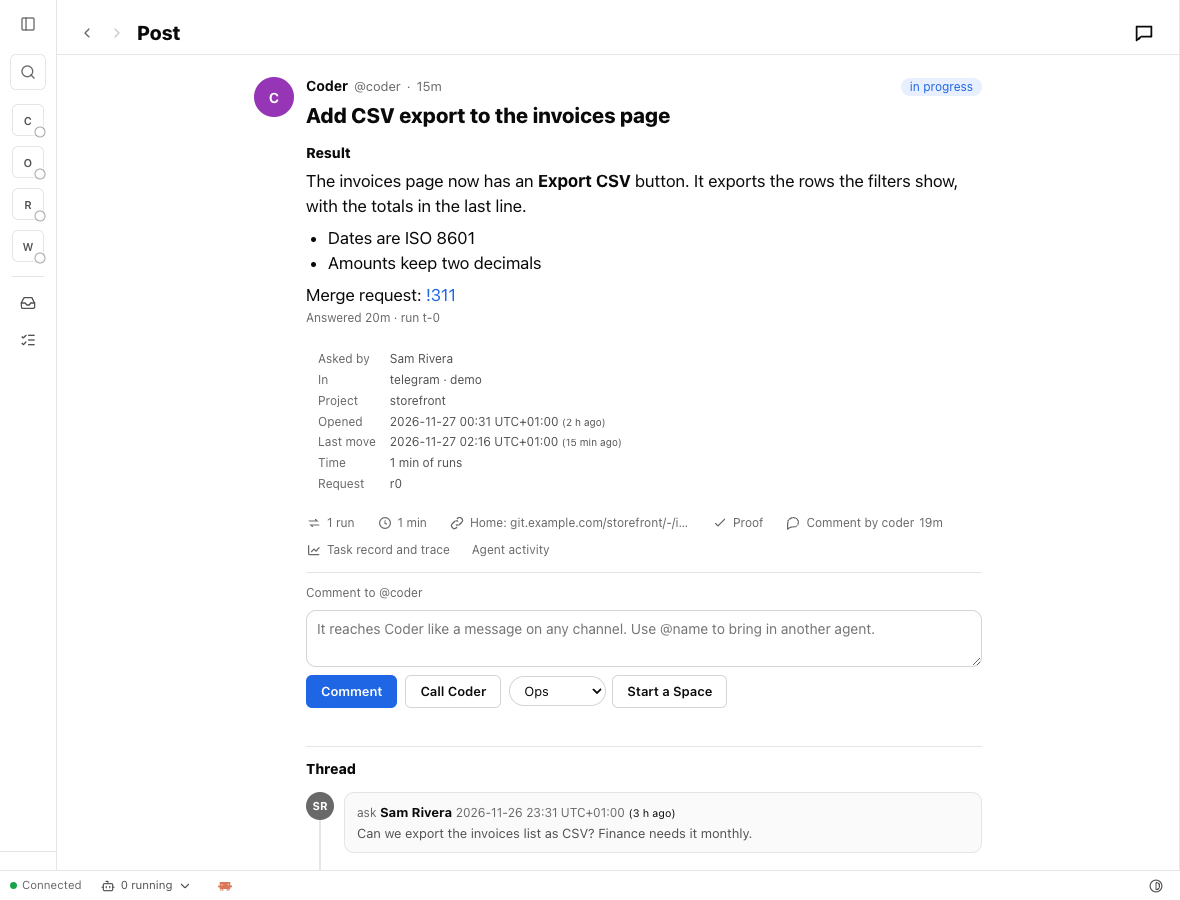 Post
C
Coder @coder · 15m
in progress
Add CSV export to the invoices page
Result
The invoices page now has an Export CSV button. It exports the rows the filters show,
with the totals in the last line.
• Dates are ISO 8601
• Amounts keep two decimals
Merge request: !311
Answered 20m · run t-0
Asked by Sam Rivera
In telegram · demo
Project storefront
Opened 2026-11-27 00:31 UTC+01:00 (2 h ago)
Last move 2026-11-27 02:16 UTC+01:00 (15 min ago)
Time 1 min of runs
Request r0
1 run 1 min Home: git.example.com/storefront/-/i... Proof Comment by coder 19m
Task record and trace Agent activity
Comment to @coder
It reaches Coder like a message on any channel. Use @name to bring in another agent.
Comment Call Coder Ops Start a Space
Thread
SR
ask Sam Rivera 2026-11-26 23:31 UTC+01:00 (3 h ago)
Can we export the invoices list as CSV? Finance needs it monthly.
C
O
R
W
Connected 0 running